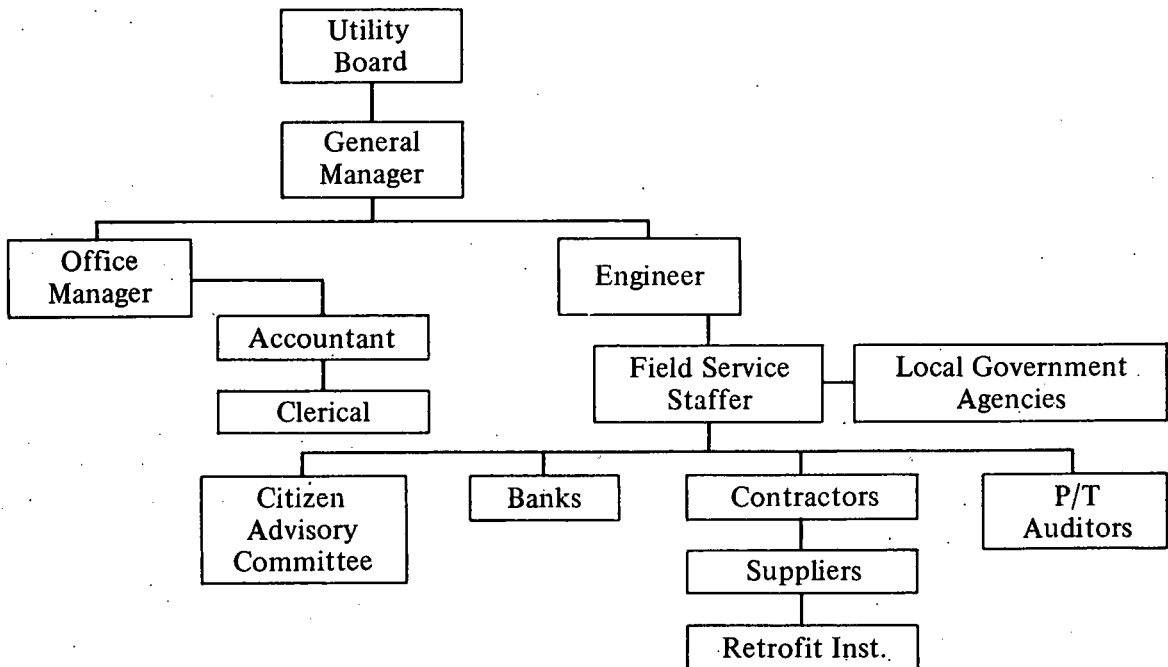 Utility
Board
General
Manager
Office
Manager
Engineer
Accountant
Clerical
Field Service
Staffer
Local Government
Agencies
Citizen
Advisory
Committee
Banks
Contractors
P/T
Auditors
Suppliers
Retrofit Inst.